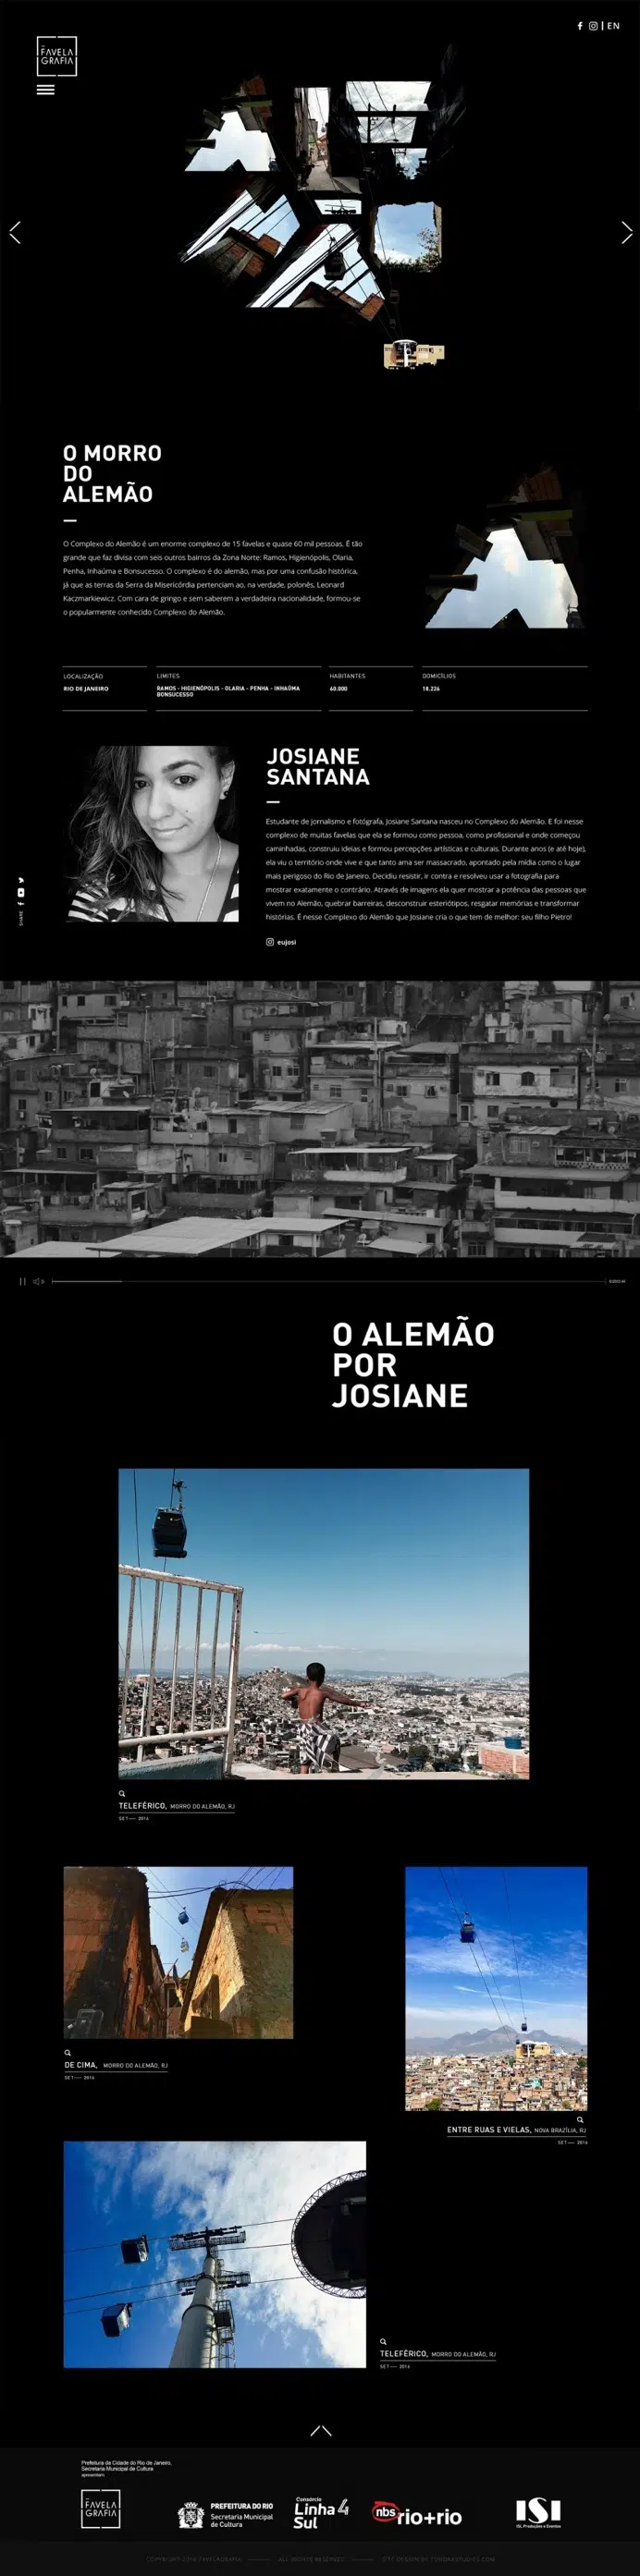 EN
FAVELA
GRAFIA
O MORRO
DO
ALEMÃO
O Complexo do Alemão é um enorme complexo de 15 favelas e quase 60 mil pessoas. É tão
grande que faz divisa com seis outros bairros da Zona Norte: Ramos, Higienópolis, Olaria,
Penha, Inhaúma e Bonsucesso. O complexo é do alemão, mas por uma confusão histórica,
já que as terras da Serra da Misericórdia pertenciam ao, na verdade, polonês, Leonard
Kaczmarkiewicz. Com cara de gringo e sem saberem a verdadeira nacionalidade, formou-se
o popularmente conhecido Complexo do Alemão.
LOCALIZAÇÃO
RIO DE JANEIRO
LIMITES
RAMOS - HIGIENÓPOLIS - OLARIA - PENHA - INHAÚMA
BONSUCESSO
HABITANTES
60.000
DOMICÍLIOS
18.226
JOSIANE
SANTANA
Estudante de jornalismo e fotógrafa, Josiane Santana nasceu no Complexo do Alemão. E foi nesse
complexo de muitas favelas que ela se formou como pessoa, como profissional e onde começou
caminhadas, construiu ideias e formou percepções artísticas e culturais. Durante anos (e até hoje),
ela viu o território onde vive e que tanto ama ser massacrado, apontado pela mídia como o lugar
mais perigoso do Rio de Janeiro. Decidiu resistir, ir contra e resolveu usar a fotografia para
mostrar exatamente o contrário. Através de imagens ela quer mostrar a potência das pessoas que
vivem no Alemão, quebrar barreiras, desconstruir esteriótipos, resgatar memórias e transformar
histórias. É nesse Complexo do Alemão que Josiane cria o que tem de melhor: seu filho Pietro!
eujosi
SHARE
O ALEMÃO
POR
JOSIANE
TELEFÉRICO, MORRO DO ALEMÃO, RJ
SET — 2016
DE CIMA, MORRO DO ALEMÃO, RJ
SET — 2016
ENTRE RUAS E VIELAS, NOVA BRAZÍLIA, RJ
SET — 2016
TELEFÉRICO, MORRO DO ALEMÃO, RJ
SET — 2016
Prefeitura da Cidade do Rio de Janeiro,
Secretaria Municipal da Cultura
apresentam:
FAVELA
GRAFIA
PREFEITURA DO RIO
Secretaria Municipal
de Cultura
Consórcio
Linha 4
Sul
nbs rio+rio
ISI
ISI, Produções e Eventos
COPYRIGHT 2016 FAVELAGRAFIA — ALL RIGHTS RESERVED